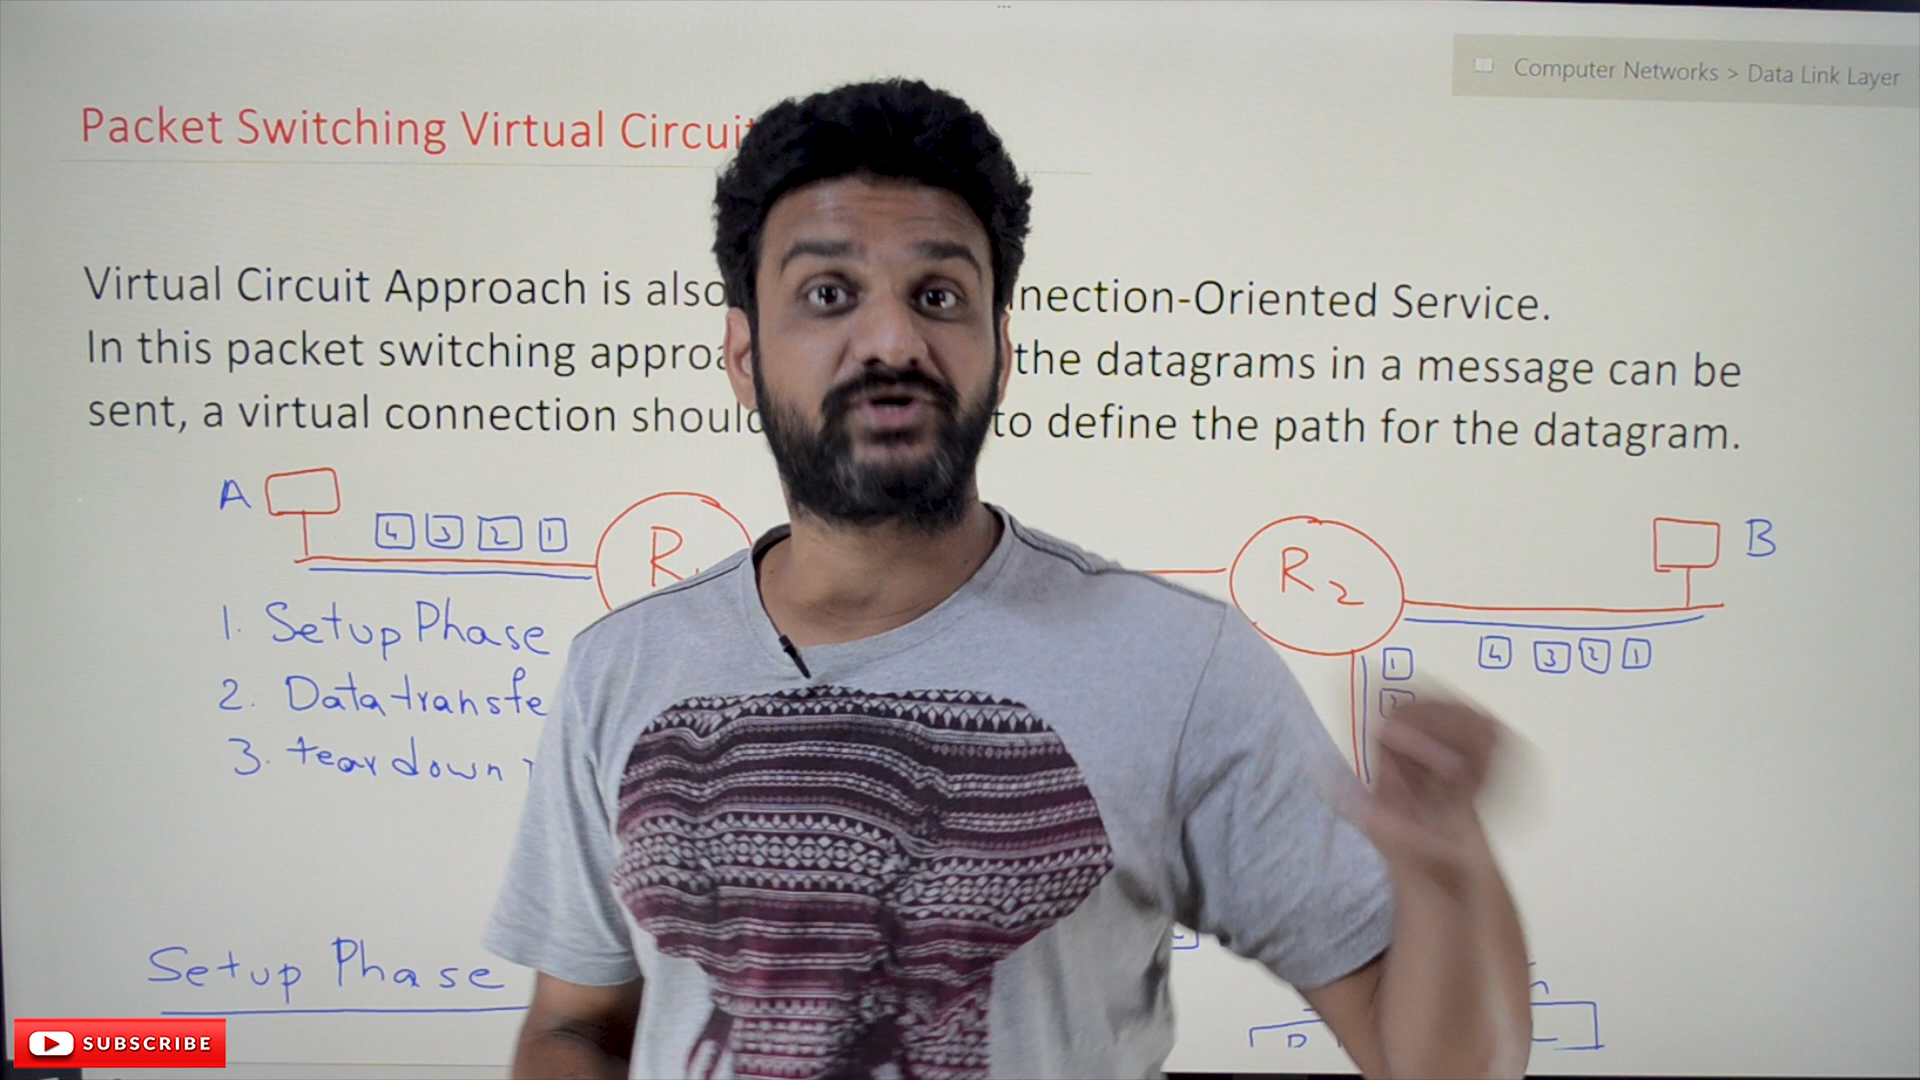 Computer Networks > Data Link Layer
Packet Switching Virtual Circuit
Virtual Circuit Approach is also nection-Oriented Service.
In this packet switching the datagrams in a message can be
sent, a virtual connection to define the path for the datagram.
A 4 3 2 1 R R2 B
1. Setup Phase 1 4 3 2 1
2. Data transfe 2
3. tear down
Setup Phase
SUBSCRIBE D